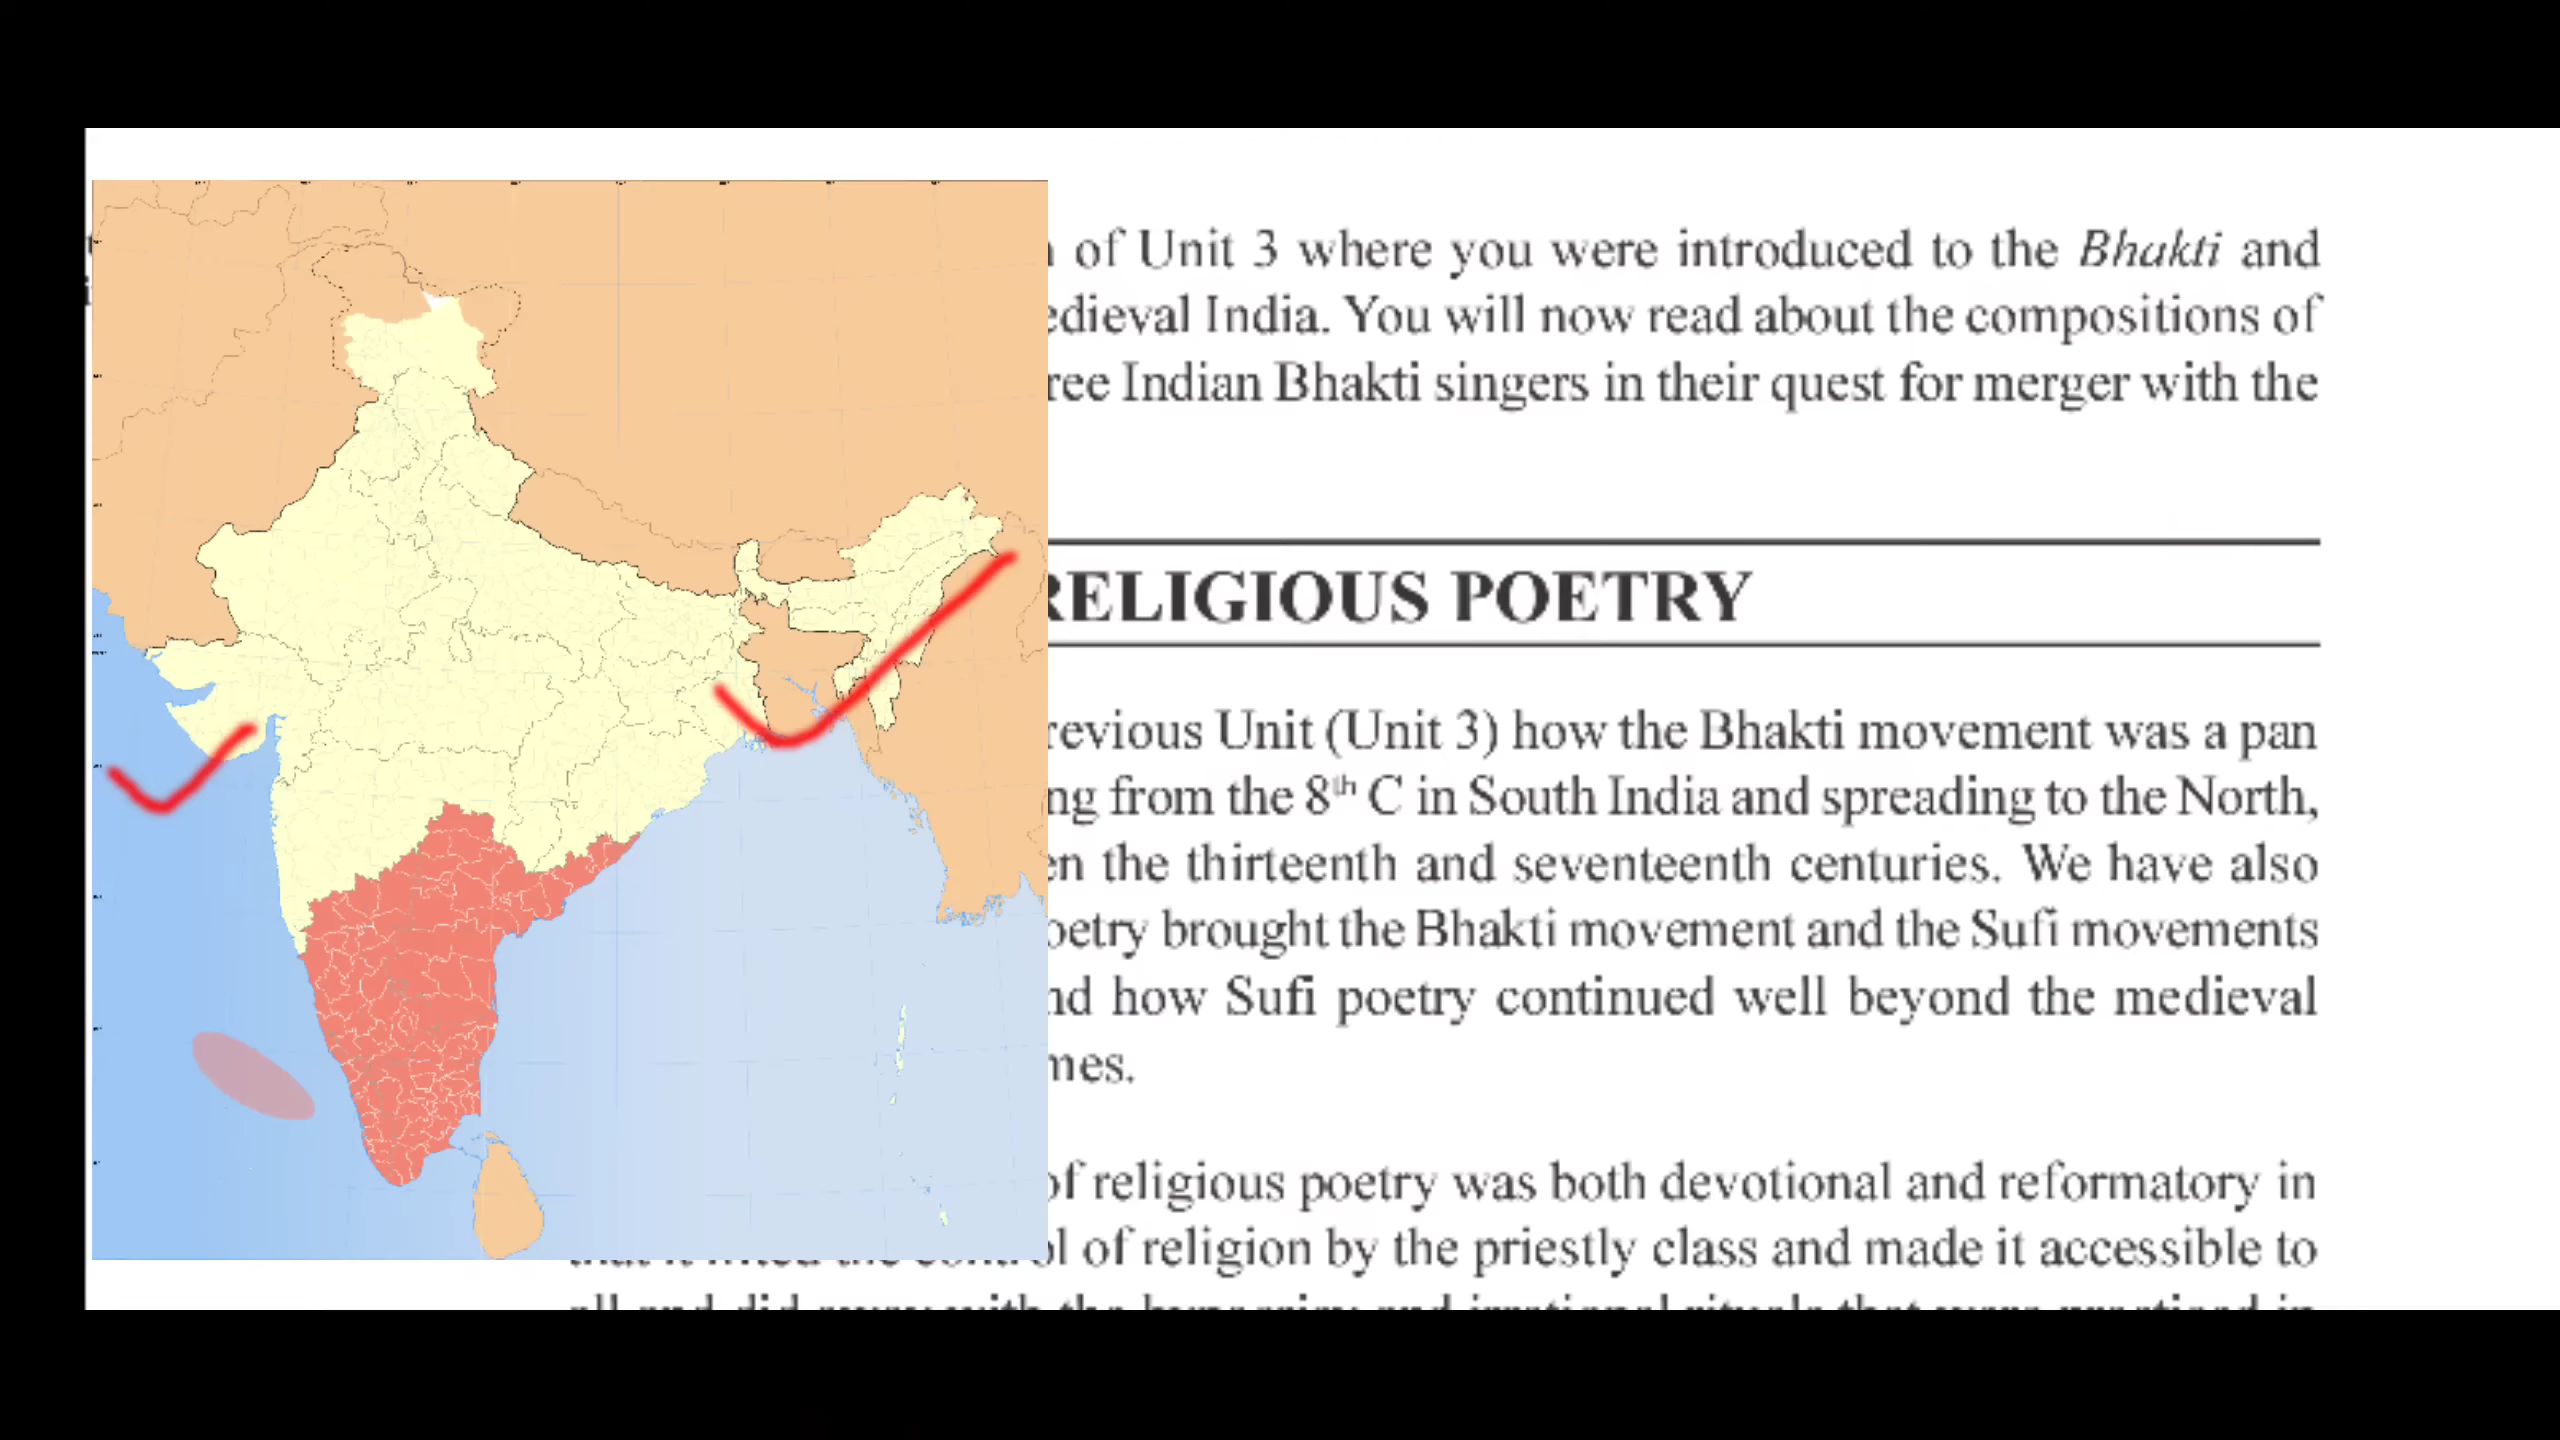 of Unit 3 where you were introduced to the Bhakti and
edieval India. You will now read about the compositions of
ree Indian Bhakti singers in their quest for merger with the
RELIGIOUS POETRY
revious Unit (Unit 3) how the Bhakti movement was a pan
ng from the 8th C in South India and spreading to the North,
en the thirteenth and seventeenth centuries. We have also
oetry brought the Bhakti movement and the Sufi movements
nd how Sufi poetry continued well beyond the medieval
mes.
of religious poetry was both devotional and reformatory in
of religion by the priestly class and made it accessible to